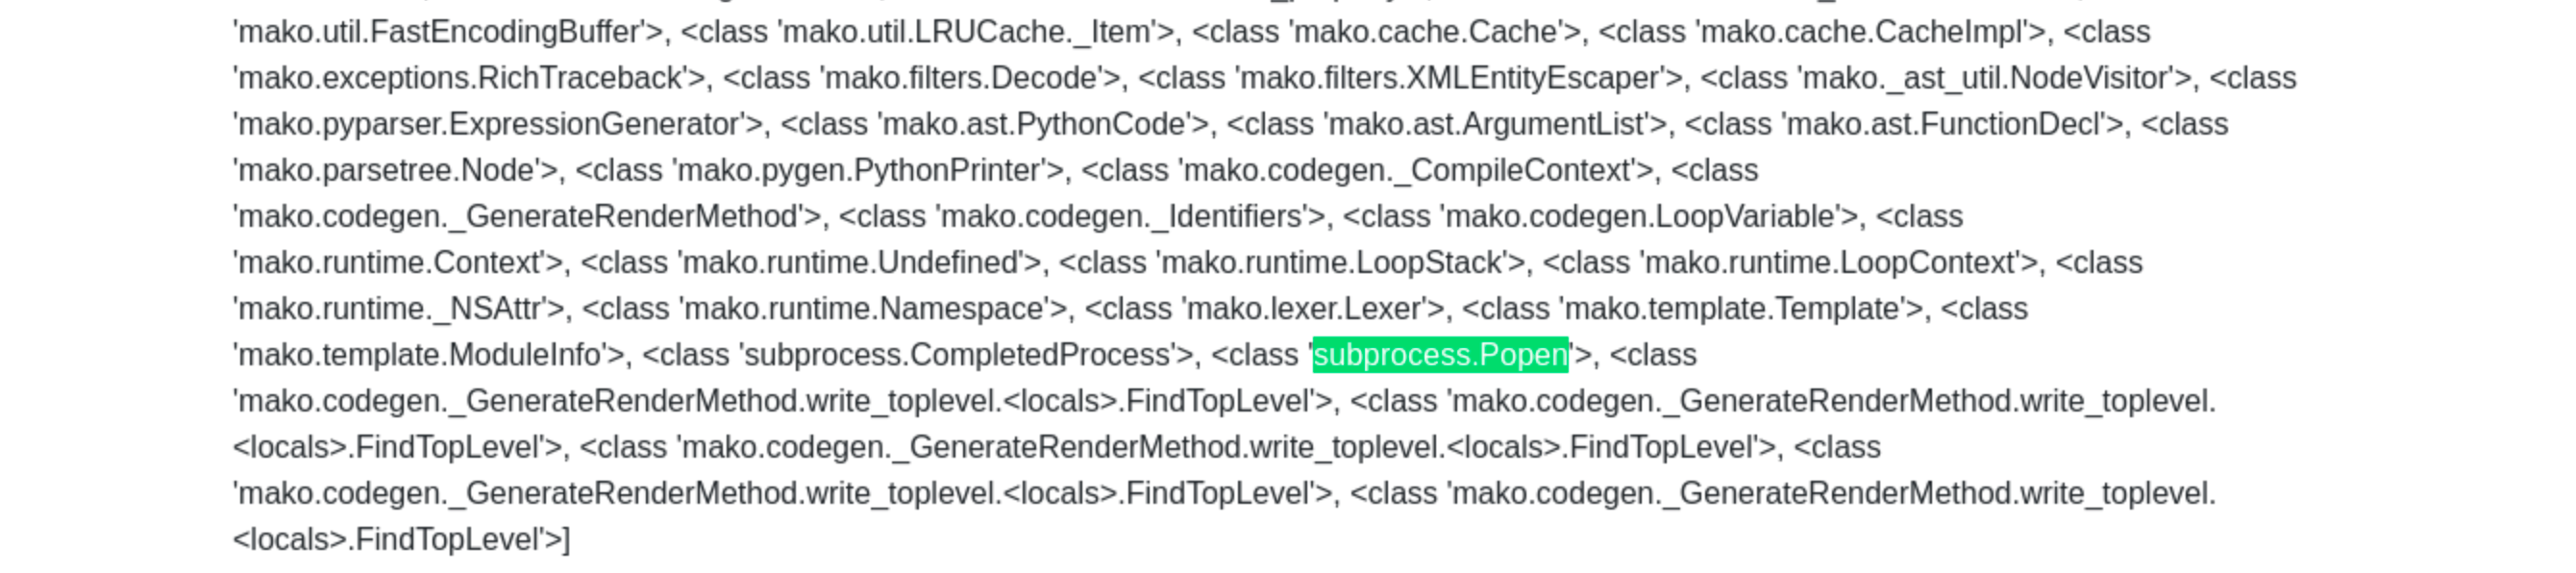 'mako.util.FastEncodingBuffer'>, <class 'mako.util.LRUCache._Item'>, <class 'mako.cache.Cache'>, <class 'mako.cache.CacheImpl'>, <class
'mako.exceptions.RichTraceback'>, <class 'mako.filters.Decode'>, <class 'mako.filters.XMLEntityEscaper'>, <class 'mako._ast_util.NodeVisitor'>, <class
'mako.pyparser.ExpressionGenerator'>, <class 'mako.ast.PythonCode'>, <class 'mako.ast.ArgumentList'>, <class 'mako.ast.FunctionDecl'>, <class
'mako.parsetree.Node'>, <class 'mako.pygen.PythonPrinter'>, <class 'mako.codegen._CompileContext'>, <class
'mako.codegen._GenerateRenderMethod'>, <class 'mako.codegen._Identifiers'>, <class 'mako.codegen.LoopVariable'>, <class
'mako.runtime.Context'>, <class 'mako.runtime.Undefined'>, <class 'mako.runtime.LoopStack'>, <class 'mako.runtime.LoopContext'>, <class
'mako.runtime._NSAttr'>, <class 'mako.runtime.Namespace'>, <class 'mako.lexer.Lexer'>, <class 'mako.template.Template'>, <class
'mako.template.ModuleInfo'>, <class 'subprocess.CompletedProcess'>, <class 'subprocess.Popen'>, <class
'mako.codegen._GenerateRenderMethod.write_toplevel.<locals>.FindTopLevel'>, <class 'mako.codegen._GenerateRenderMethod.write_toplevel.
<locals>.FindTopLevel'>, <class 'mako.codegen._GenerateRenderMethod.write_toplevel.<locals>.FindTopLevel'>, <class
'mako.codegen._GenerateRenderMethod.write_toplevel.<locals>.FindTopLevel'>, <class 'mako.codegen._GenerateRenderMethod.write_toplevel.
<locals>.FindTopLevel'>]